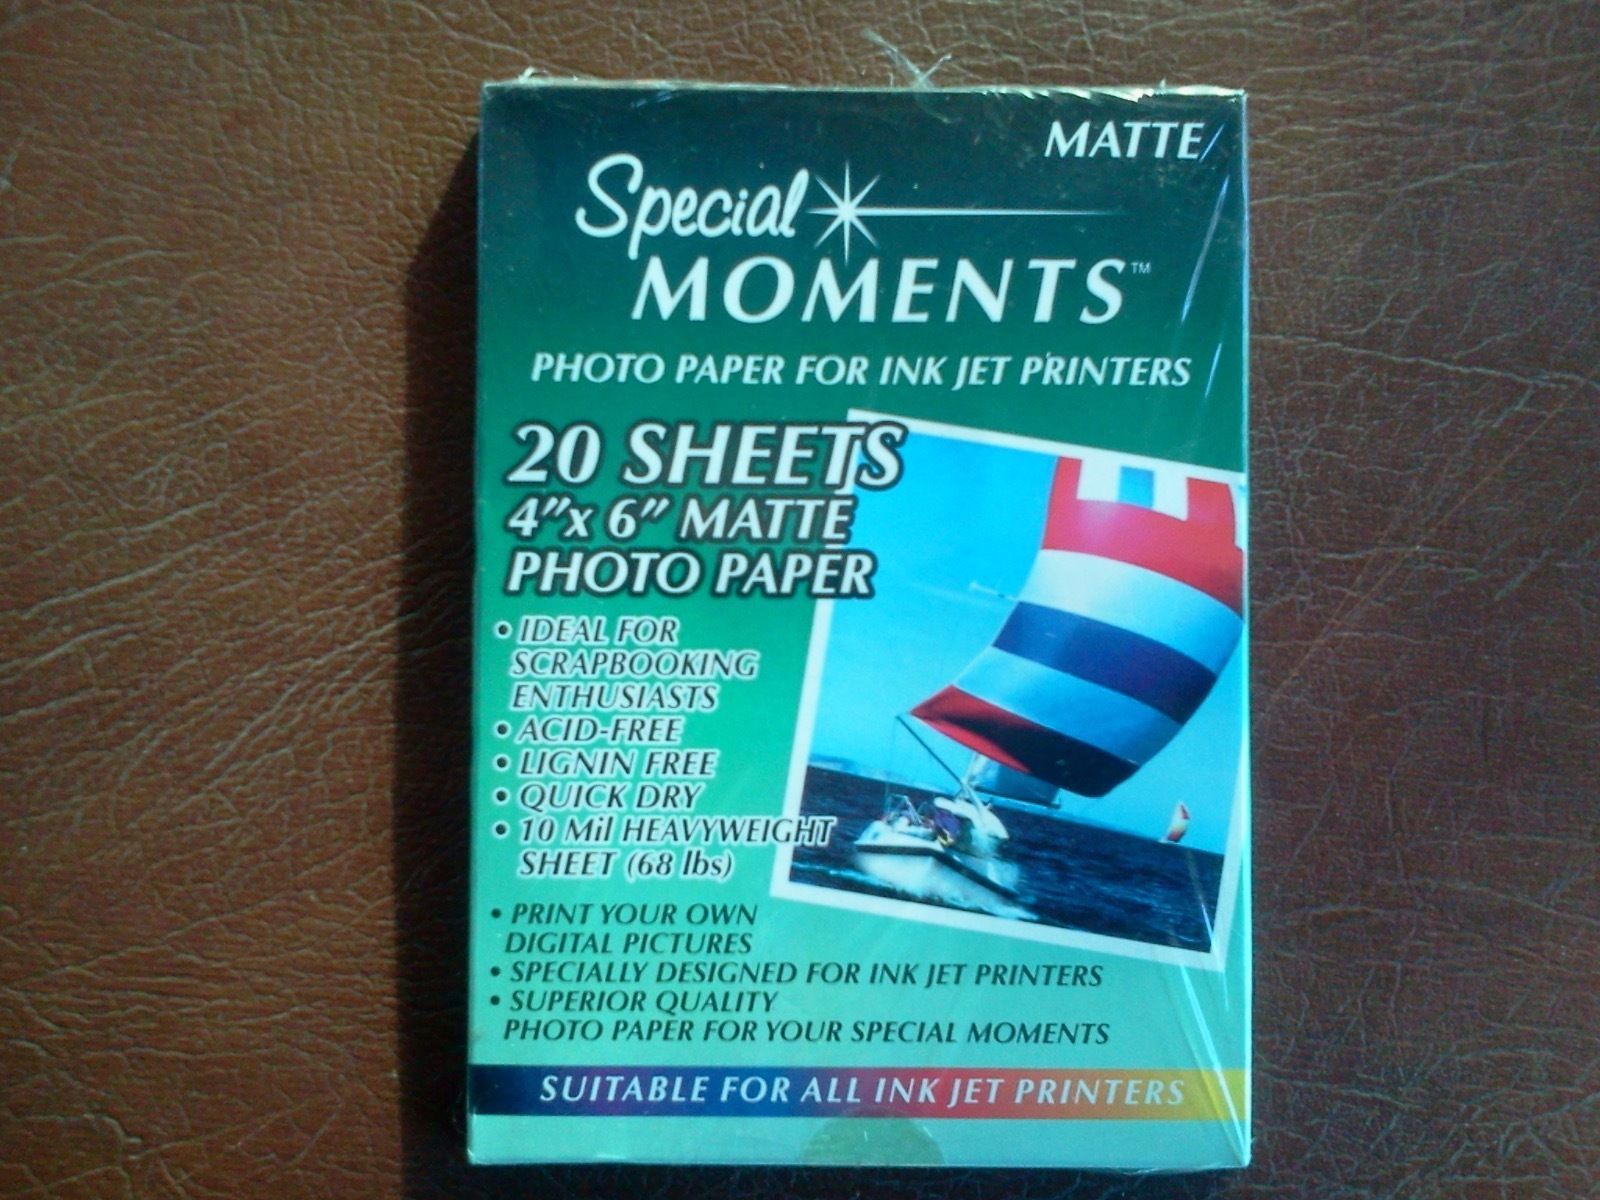 MATTE
Special
MOMENTS™
PHOTO PAPER FOR INK JET PRINTERS
20 SHEETS
4"x 6" MATTE
PHOTO PAPER
• IDEAL FOR
SCRAPBOOKING
ENTHUSIASTS
• ACID-FREE
• LIGNIN FREE
• QUICK DRY
• 10 Mil HEAVYWEIGHT
SHEET (68 lbs)
• PRINT YOUR OWN
DIGITAL PICTURES
• SPECIALLY DESIGNED FOR INK JET PRINTERS
• SUPERIOR QUALITY
PHOTO PAPER FOR YOUR SPECIAL MOMENTS
SUITABLE FOR ALL INK JET PRINTERS